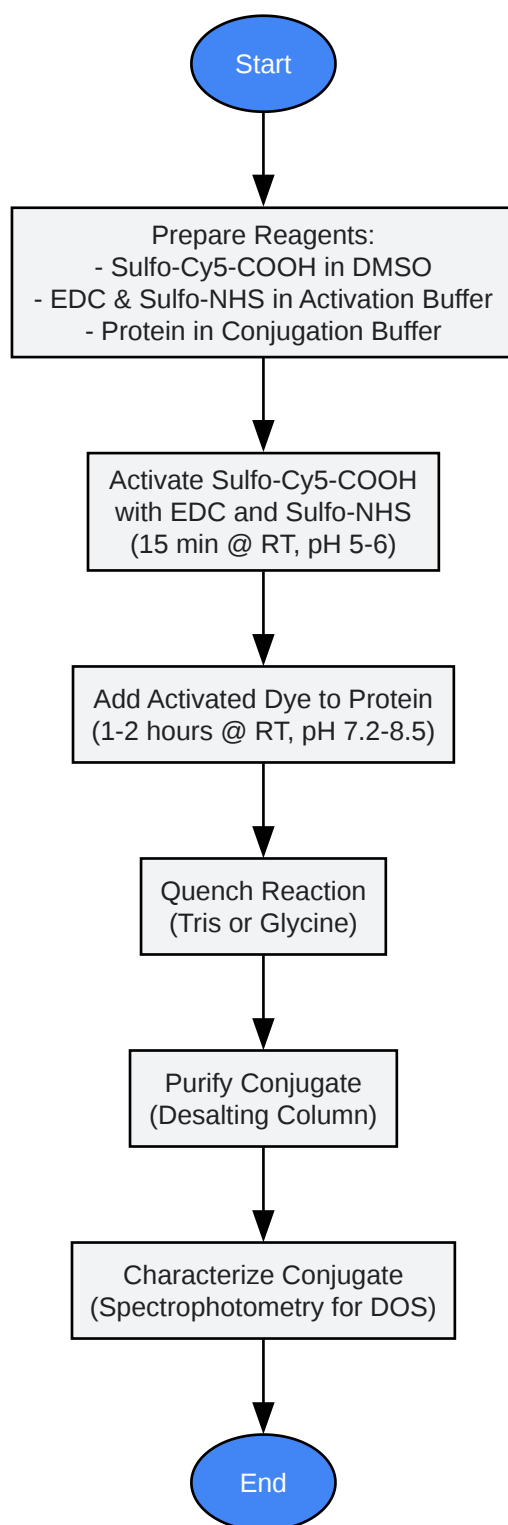 Start
Prepare Reagents:
- Sulfo-Cy5-COOH in DMSO
- EDC & Sulfo-NHS in Activation Buffer
- Protein in Conjugation Buffer
Activate Sulfo-Cy5-COOH
with EDC and Sulfo-NHS
(15 min @ RT, pH 5-6)
Add Activated Dye to Protein
(1-2 hours @ RT, pH 7.2-8.5)
Quench Reaction
(Tris or Glycine)
Purify Conjugate
(Desalting Column)
Characterize Conjugate
(Spectrophotometry for DOS)
End